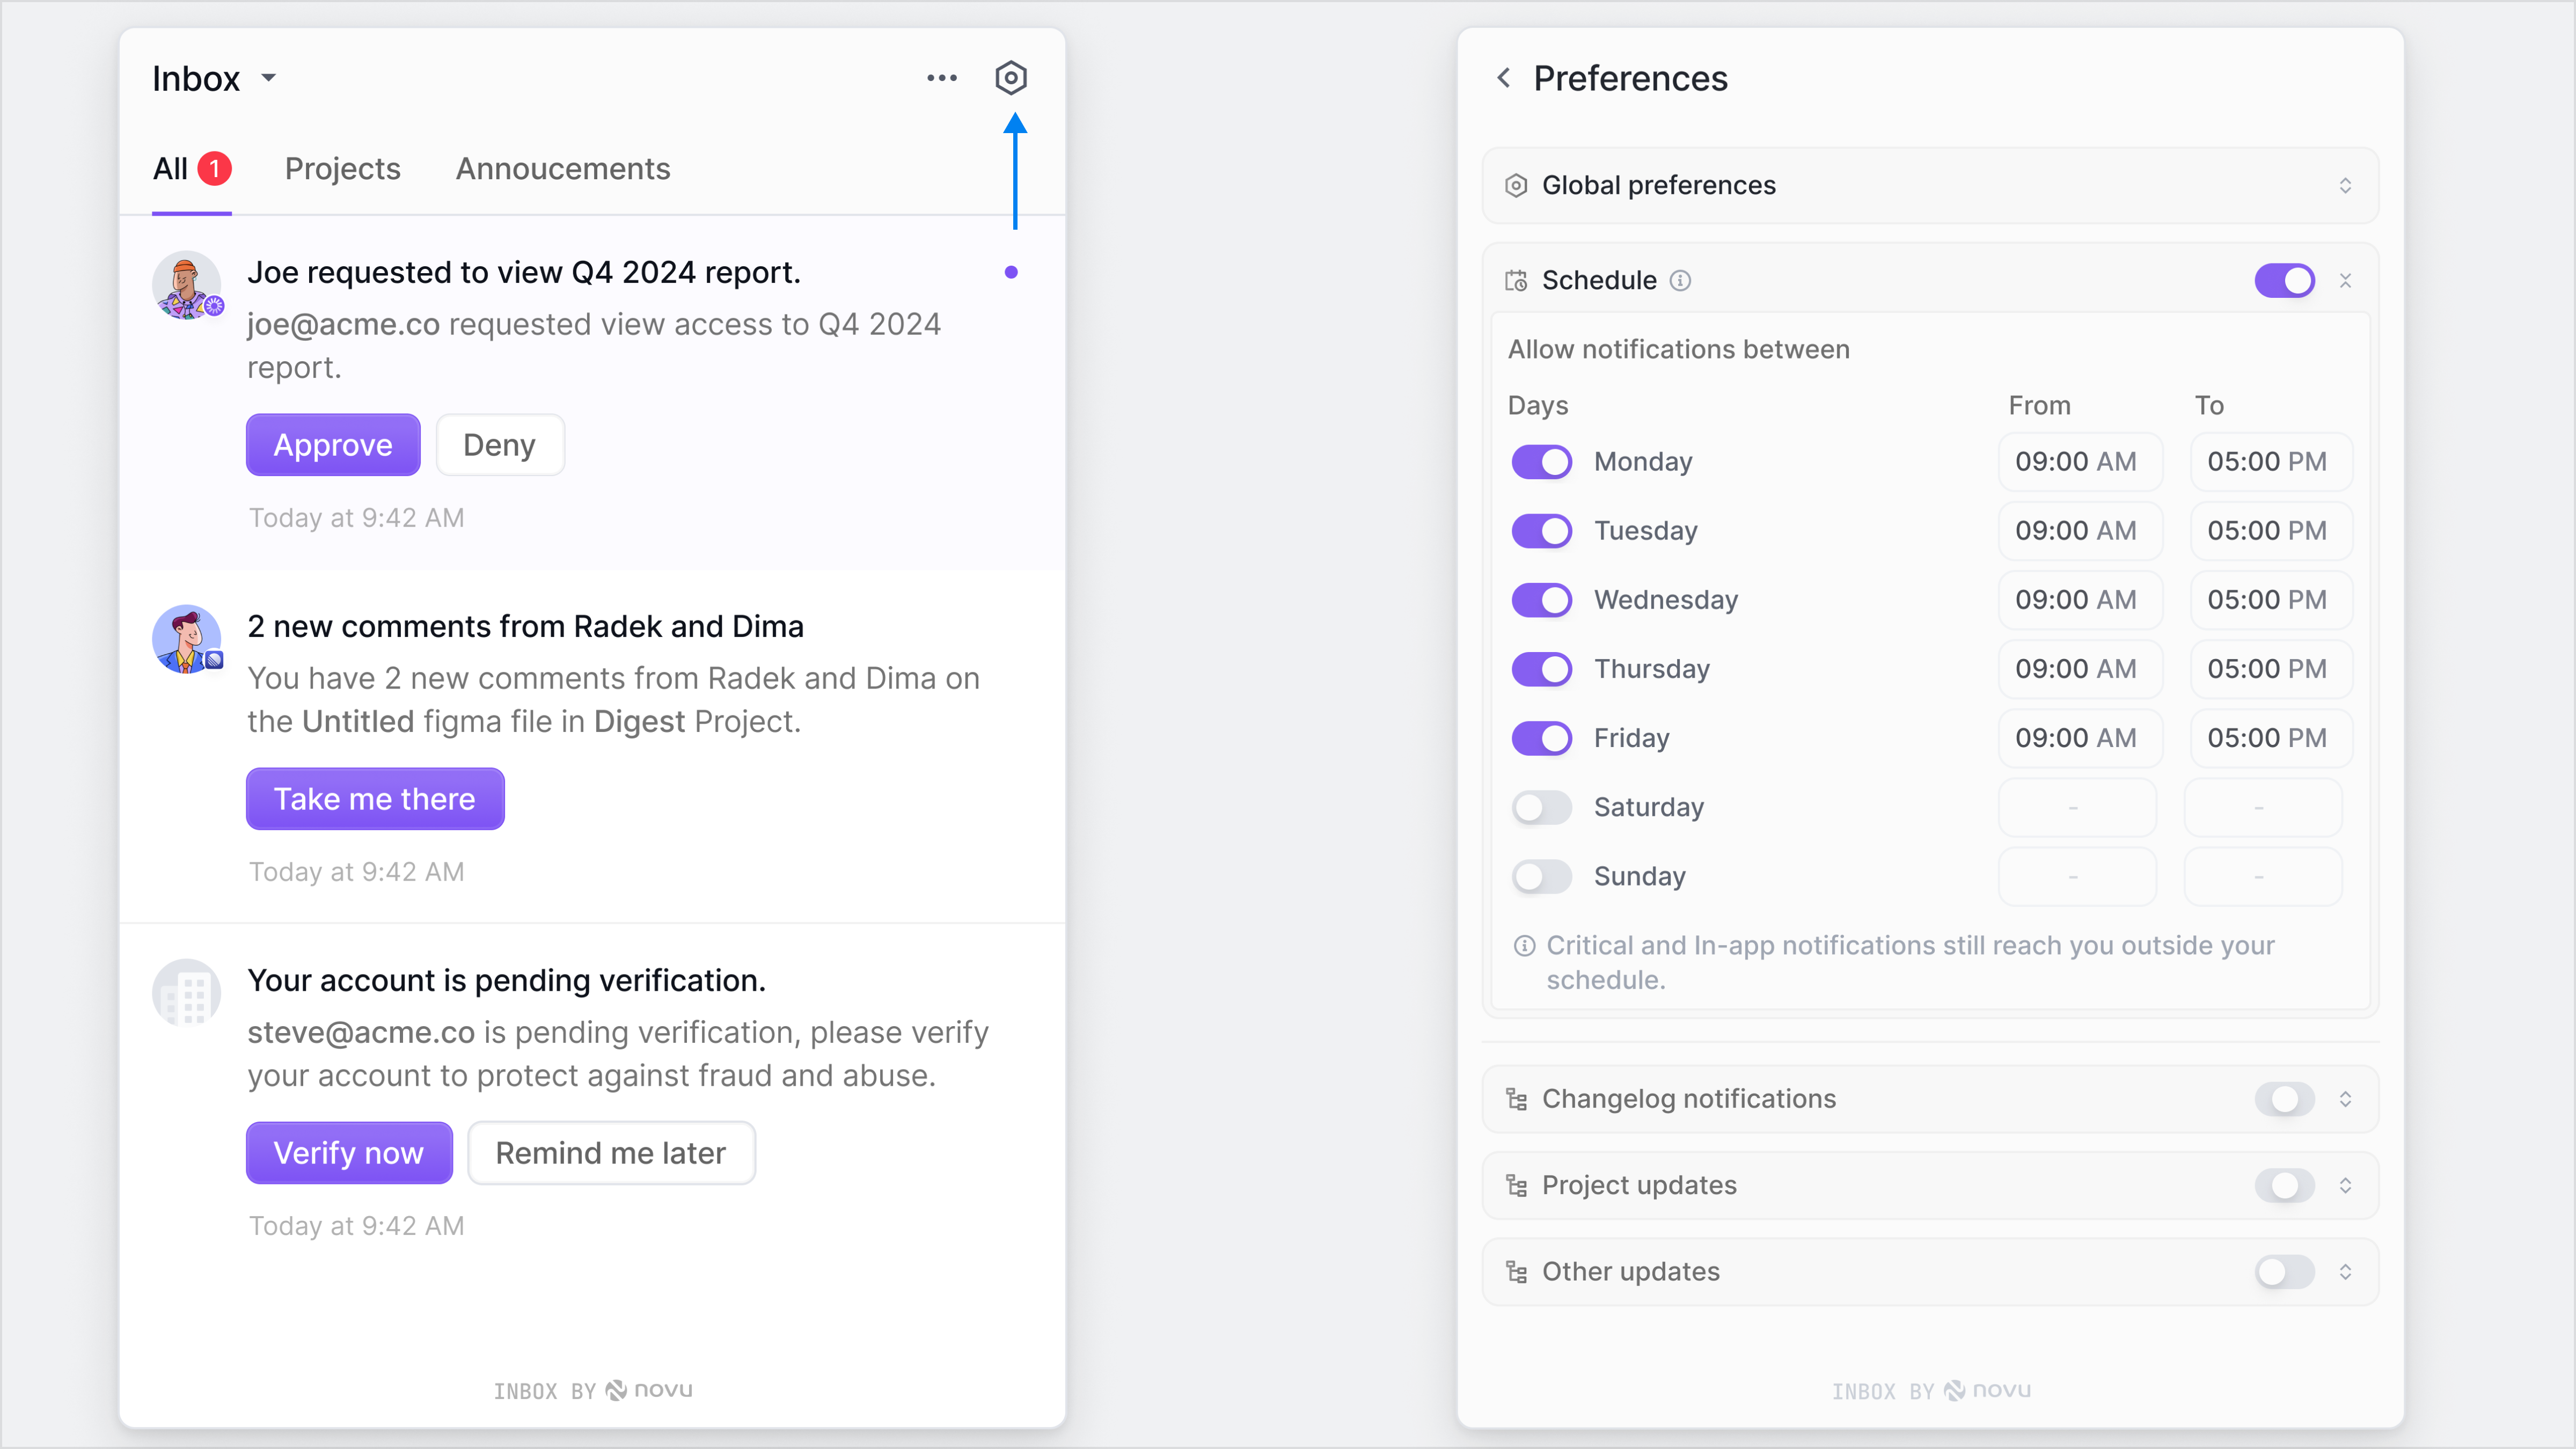 Inbox
All 1 Projects Annoucements
Joe requested to view Q4 2024 report.
joe@acme.co requested view access to Q4 2024
report.
Approve Deny
Today at 9:42 AM
2 new comments from Radek and Dima
You have 2 new comments from Radek and Dima on
the Untitled figma file in Digest Project.
Take me there
Today at 9:42 AM
Your account is pending verification.
steve@acme.co is pending verification, please verify
your account to protect against fraud and abuse.
Verify now Remind me later
Today at 9:42 AM
INBOX BY novu
Preferences
Global preferences
Schedule
Allow notifications between
Days From To
Monday 09:00 AM 05:00 PM
Tuesday 09:00 AM 05:00 PM
Wednesday 09:00 AM 05:00 PM
Thursday 09:00 AM 05:00 PM
Friday 09:00 AM 05:00 PM
Saturday - -
Sunday - -
Critical and In-app notifications still reach you outside your
schedule.
Changelog notifications
Project updates
Other updates
INBOX BY novu